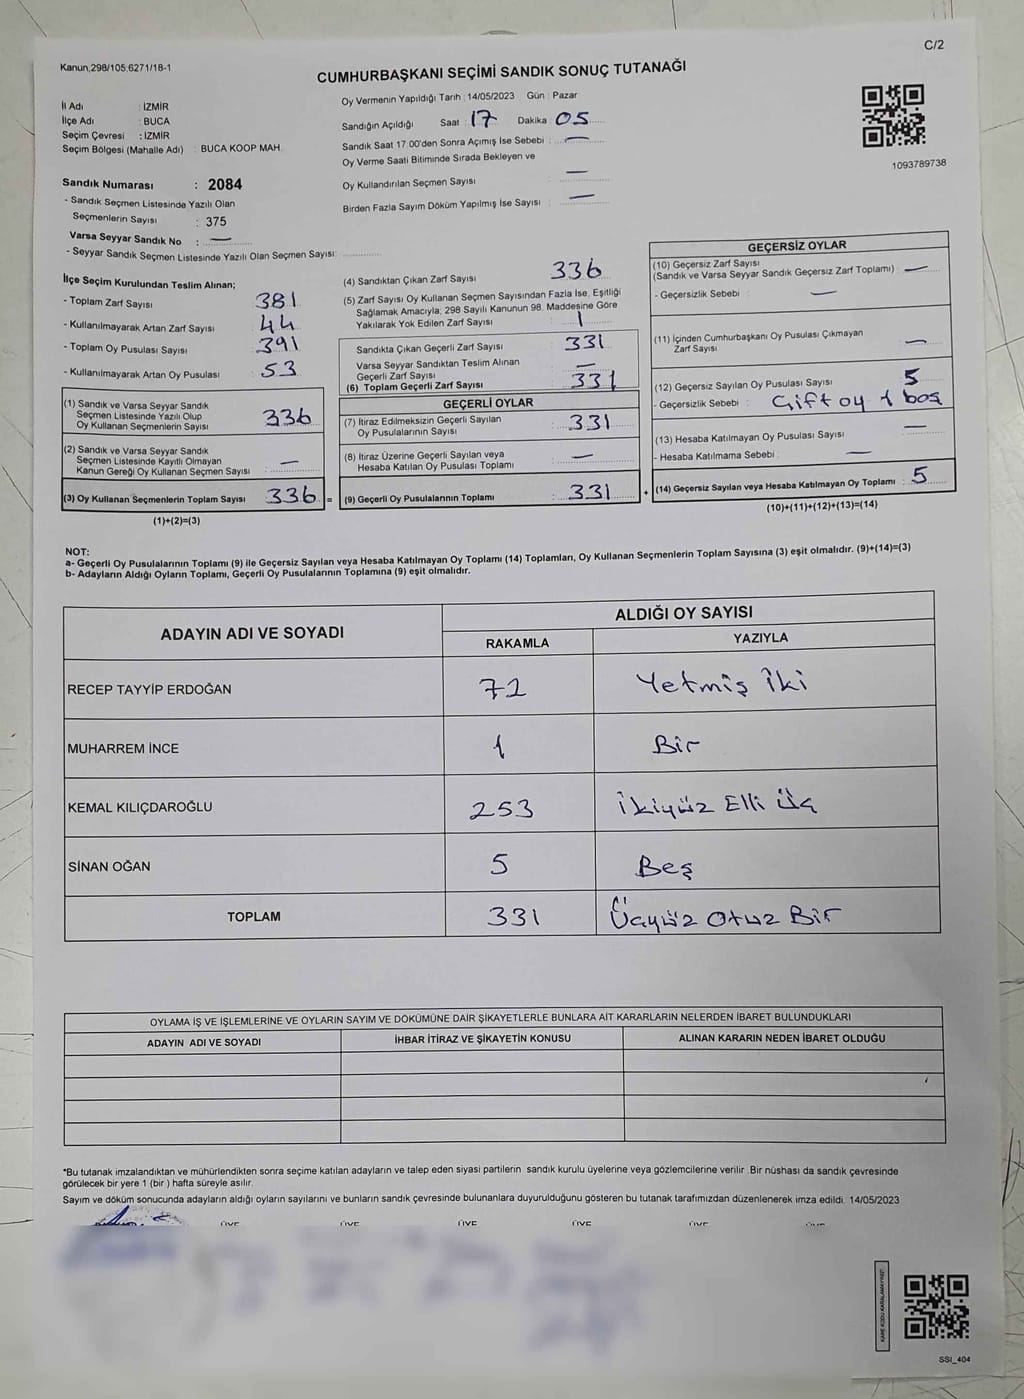 C/2
Kanun;298/105;6271/18-1
CUMHURBAŞKANI SEÇİMİ SANDIK SONUÇ TUTANAĞI
İl Adı : İZMİR
İlçe Adı : BUCA
Seçim Çevresi : İZMİR
Seçim Bölgesi (Mahalle Adı) : BUCA KOOP MAH.
Oy Vermenin Yapıldığı Tarih : 14/05/2023 Gün : Pazar
Sandığın Açıldığı Saat : 17 Dakika : 05
Sandık Saat 17.00'den Sonra Açımış İse Sebebi : —
Oy Verme Saati Bitiminde Sırada Bekleyen ve
Oy Kullandırılan Seçmen Sayısı : —
Birden Fazla Sayım Döküm Yapılmış İse Sayısı : —
1093789738
Sandık Numarası : 2084
- Sandık Seçmen Listesinde Yazılı Olan
Seçmenlerin Sayısı : 375
Varsa Seyyar Sandık No : —
- Seyyar Sandık Seçmen Listesinde Yazılı Olan Seçmen Sayısı:
İlçe Seçim Kurulundan Teslim Alınan;
- Toplam Zarf Sayısı 381
- Kullanılmayarak Artan Zarf Sayısı 44
- Toplam Oy Pusulası Sayısı 391
- Kullanılmayarak Artan Oy Pusulası 53
(1) Sandık ve Varsa Seyyar Sandık
Seçmen Listesinde Yazılı Olup
Oy Kullanan Seçmenlerin Sayısı 336
(2) Sandık ve Varsa Seyyar Sandık
Seçmen Listesinde Kayıtlı Olmayan
Kanun Gereği Oy Kullanan Seçmen Sayısı : —
(3) Oy Kullanan Seçmenlerin Toplam Sayısı 336 =
(1)+(2)=(3)
(4) Sandıktan Çıkan Zarf Sayısı 336
(5) Zarf Sayısı Oy Kullanan Seçmen Sayısından Fazla İse, Eşitliği
Sağlamak Amacıyla; 298 Sayılı Kanunun 98. Maddesine Göre
Yakılarak Yok Edilen Zarf Sayısı : 1
Sandıkta Çıkan Geçerli Zarf Sayısı 331
Varsa Seyyar Sandıktan Teslim Alınan
Geçerli Zarf Sayısı —
(6) Toplam Geçerli Zarf Sayısı 331
GEÇERLİ OYLAR
(7) İtiraz Edilmeksizin Geçerli Sayılan
Oy Pusulalarının Sayısı : 331
(8) İtiraz Üzerine Geçerli Sayılan veya
Hesaba Katılan Oy Pusulası Toplamı : —
(9) Geçerli Oy Pusulalarının Toplamı : 331 +
GEÇERSİZ OYLAR
(10) Geçersiz Zarf Sayısı
(Sandık ve Varsa Seyyar Sandık Geçersiz Zarf Toplamı) : —
- Geçersizlik Sebebi : —
(11) İçinden Cumhurbaşkanı Oy Pusulası Çıkmayan
Zarf Sayısı : —
(12) Geçersiz Sayılan Oy Pusulası Sayısı : 5
- Geçersizlik Sebebi : Çift oy 1 boş
(13) Hesaba Katılmayan Oy Pusulası Sayısı : —
- Hesaba Katılmama Sebebi : —
(14) Geçersiz Sayılan veya Hesaba Katılmayan Oy Toplamı : 5
(10)+(11)+(12)+(13)=(14)
NOT:
a- Geçerli Oy Pusulalarının Toplamı (9) ile Geçersiz Sayılan veya Hesaba Katılmayan Oy Toplamı (14) Toplamları, Oy Kullanan Seçmenlerin Toplam Sayısına (3) eşit olmalıdır. (9)+(14)=(3)
b- Adayların Aldığı Oyların Toplamı, Geçerli Oy Pusulalarının Toplamına (9) eşit olmalıdır.
ADAYIN ADI VE SOYADI
ALDIĞI OY SAYISI
RAKAMLA YAZIYLA
RECEP TAYYİP ERDOĞAN 72 Yetmiş İki
MUHARREM İNCE 1 Bir
KEMAL KILIÇDAROĞLU 253 İkiyüz Elli Üç
SİNAN OĞAN 5 Beş
TOPLAM 331 Üçyüz Otuz Bir
OYLAMA İŞ VE İŞLEMLERİNE VE OYLARIN SAYIM VE DÖKÜMÜNE DAİR ŞİKAYETLERLE BUNLARA AİT KARARLARIN NELERDEN İBARET BULUNDUKLARI
ADAYIN ADI VE SOYADI İHBAR İTİRAZ VE ŞİKAYETİN KONUSU ALINAN KARARIN NEDEN İBARET OLDUĞU
*Bu tutanak imzalandıktan ve mühürlendikten sonra seçime katılan adayların ve talep eden siyasi partilerin sandık kurulu üyelerine veya gözlemcilerine verilir .Bir nüshası da sandık çevresinde
görülecek bir yere 1 (bir ) hafta süreyle asılır.
Sayım ve döküm sonucunda adayların aldığı oyların sayılarını ve bunların sandık çevresinde bulunanlara duyurulduğunu gösteren bu tutanak tarafımızdan düzenlenerek imza edildi. 14/05/2023
ÜYE ÜYE ÜYE ÜYE ÜYE
KARE KODU KARALAMAYINIZ!
SSI_404